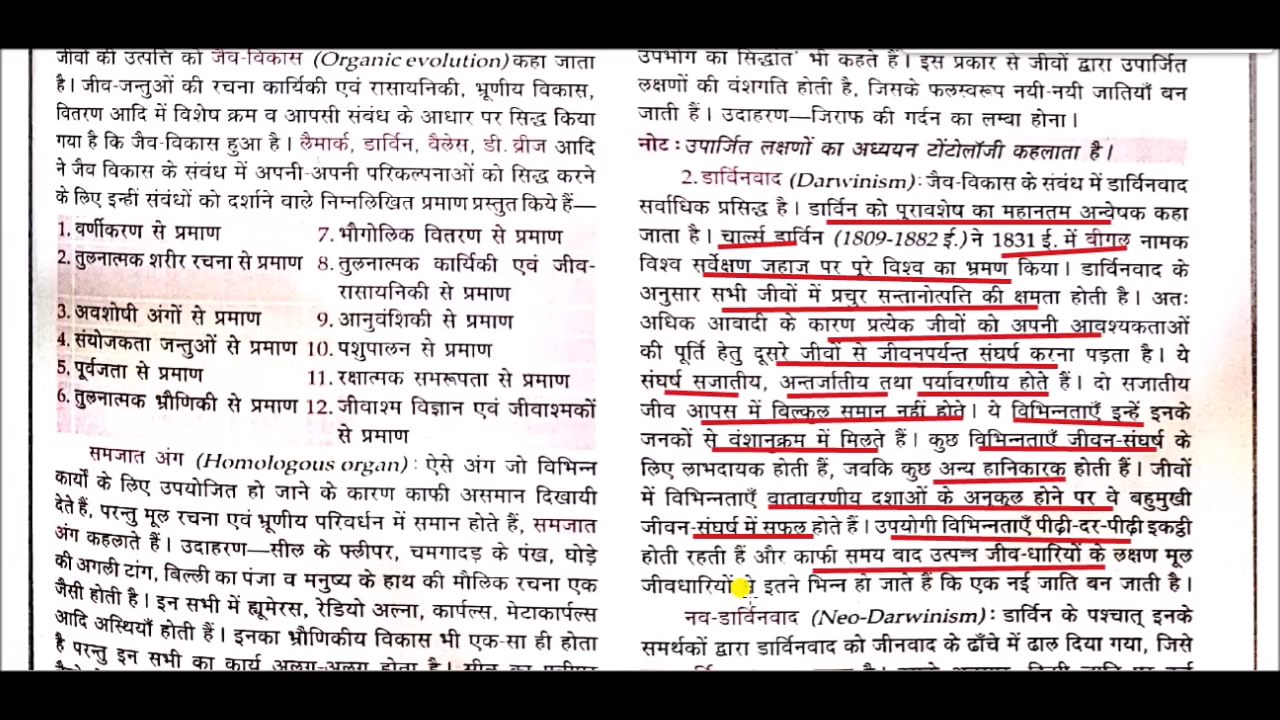 जीवों की उत्पत्ति को जैव-विकास (Organic evolution) कहा जाता
है। जीव-जन्तुओं की रचना कार्यिकी एवं रासायनिकी, भ्रूणीय विकास,
वितरण आदि में विशेष क्रम व आपसी संबंध के आधार पर सिद्ध किया
गया है कि जैव-विकास हुआ है। लैमार्क, डार्विन, वैलेस, डी. व्रीज आदि
ने जैव विकास के संबंध में अपनी-अपनी परिकल्पनाओं को सिद्ध करने
के लिए इन्हीं संबंधों को दर्शाने वाले निम्नलिखित प्रमाण प्रस्तुत किये हैं—
1. वर्णीकरण से प्रमाण
2. तुलनात्मक शरीर रचना से प्रमाण
3. अवशोषी अंगों से प्रमाण
4. संयोजकता जन्तुओं से प्रमाण
5. पूर्वजता से प्रमाण
6. तुलनात्मक भ्रौणिकी से प्रमाण
7. भौगोलिक वितरण से प्रमाण
8. तुलनात्मक कार्यिकी एवं जीव-
रासायनिकी से प्रमाण
9. आनुवंशिकी से प्रमाण
10. पशुपालन से प्रमाण
11. रक्षात्मक समरूपता से प्रमाण
12. जीवाश्म विज्ञान एवं जीवाश्मकों
से प्रमाण
समजात अंग (Homologous organ) : ऐसे अंग जो विभिन्न
कार्यों के लिए उपयोजित हो जाने के कारण काफी असमान दिखायी
देते हैं, परन्तु मूल रचना एवं भ्रूणीय परिवर्धन में समान होते हैं, समजात
अंग कहलाते हैं। उदाहरण—सील के फ्लीपर, चमगादड़ के पंख, घोड़े
की अगली टांग, बिल्ली का पंजा व मनुष्य के हाथ की मौलिक रचना एक
जैसी होती है। इन सभी में ह्यूमेरस, रेडियो अल्ना, कार्पल्स, मेटाकार्पल्स
आदि अस्थियाँ होती हैं। इनका भ्रौणिकीय विकास भी एक-सा ही होता
है परन्तु इन सभी का कार्य अलग-अलग होता है। सील का फ्लीपर
उपभोग का सिद्धांत' भी कहते हैं। इस प्रकार से जीवों द्वारा उपार्जित
लक्षणों की वंशगति होती है, जिसके फलस्वरूप नयी-नयी जातियाँ बन
जाती हैं। उदाहरण—जिराफ की गर्दन का लम्बा होना।
नोट : उपार्जित लक्षणों का अध्ययन टोंटोलॉजी कहलाता है।
2. डार्विनवाद (Darwinism) : जैव-विकास के संबंध में डार्विनवाद
सर्वाधिक प्रसिद्ध है। डार्विन को पूरावशेष का महानतम अन्वेषक कहा
जाता है। चार्ल्स डार्विन (1809-1882 ई.) ने 1831 ई. में बीगल नामक
विश्व सर्वेक्षण जहाज पर पूरे विश्व का भ्रमण किया। डार्विनवाद के
अनुसार सभी जीवों में प्रचुर सन्तानोत्पत्ति की क्षमता होती है। अतः
अधिक आबादी के कारण प्रत्येक जीवों को अपनी आवश्यकताओं
की पूर्ति हेतु दूसरे जीवों से जीवनपर्यन्त संघर्ष करना पड़ता है। ये
संघर्ष सजातीय, अन्तर्जातीय तथा पर्यावरणीय होते हैं। दो सजातीय
जीव आपस में बिल्कुल समान नहीं होते। ये विभिन्नताएँ इन्हें इनके
जनकों से वंशानुक्रम में मिलते हैं। कुछ विभिन्नताएँ जीवन-संघर्ष के
लिए लाभदायक होती हैं, जबकि कुछ अन्य हानिकारक होती हैं। जीवों
में विभिन्नताएँ वातावरणीय दशाओं के अनुकूल होने पर वे बहुमुखी
जीवन-संघर्ष में सफल होते हैं। उपयोगी विभिन्नताएँ पीढ़ी-दर-पीढ़ी इकट्ठी
होती रहती हैं और काफी समय बाद उत्पन्न जीव-धारियों के लक्षण मूल
जीवधारियों से इतने भिन्न हो जाते हैं कि एक नई जाति बन जाती है।
नव-डार्विनवाद (Neo-Darwinism) : डार्विन के पश्चात् इनके
समर्थकों द्वारा डार्विनवाद को जीनवाद के ढाँचे में ढाल दिया गया, जिसे